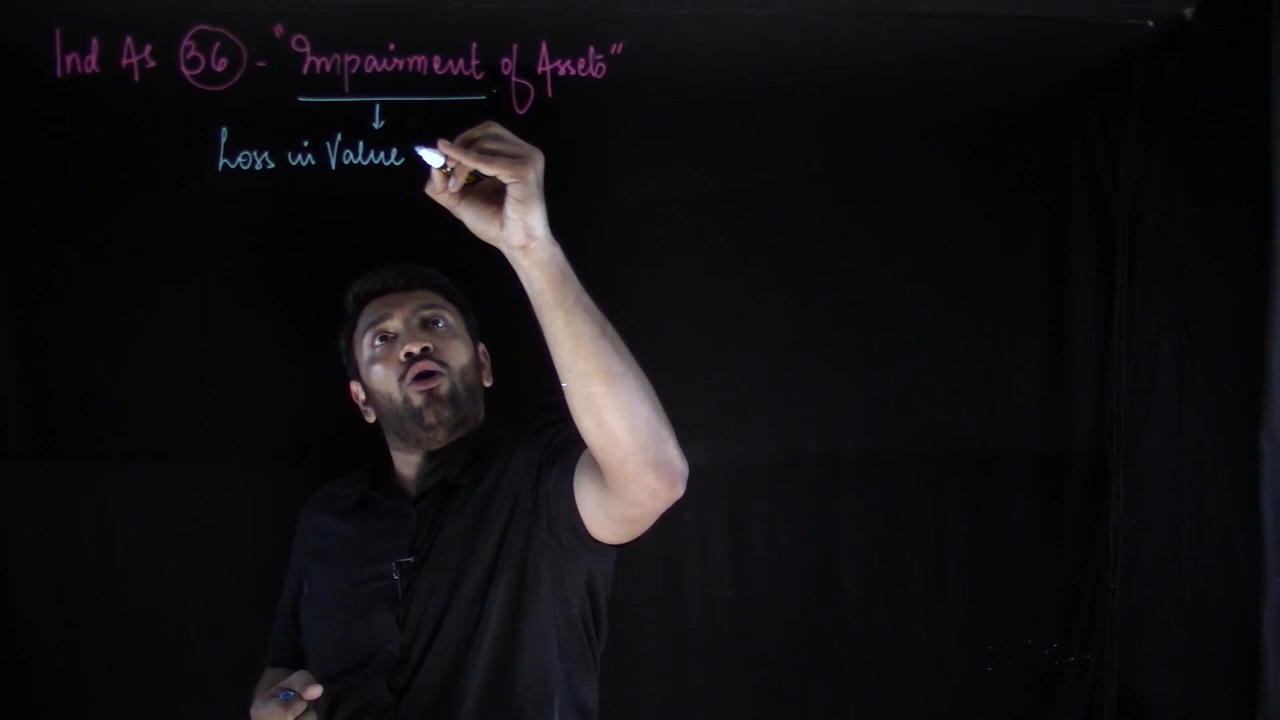 Ind As 36 - "Impairment of Assets"
Loss in Value